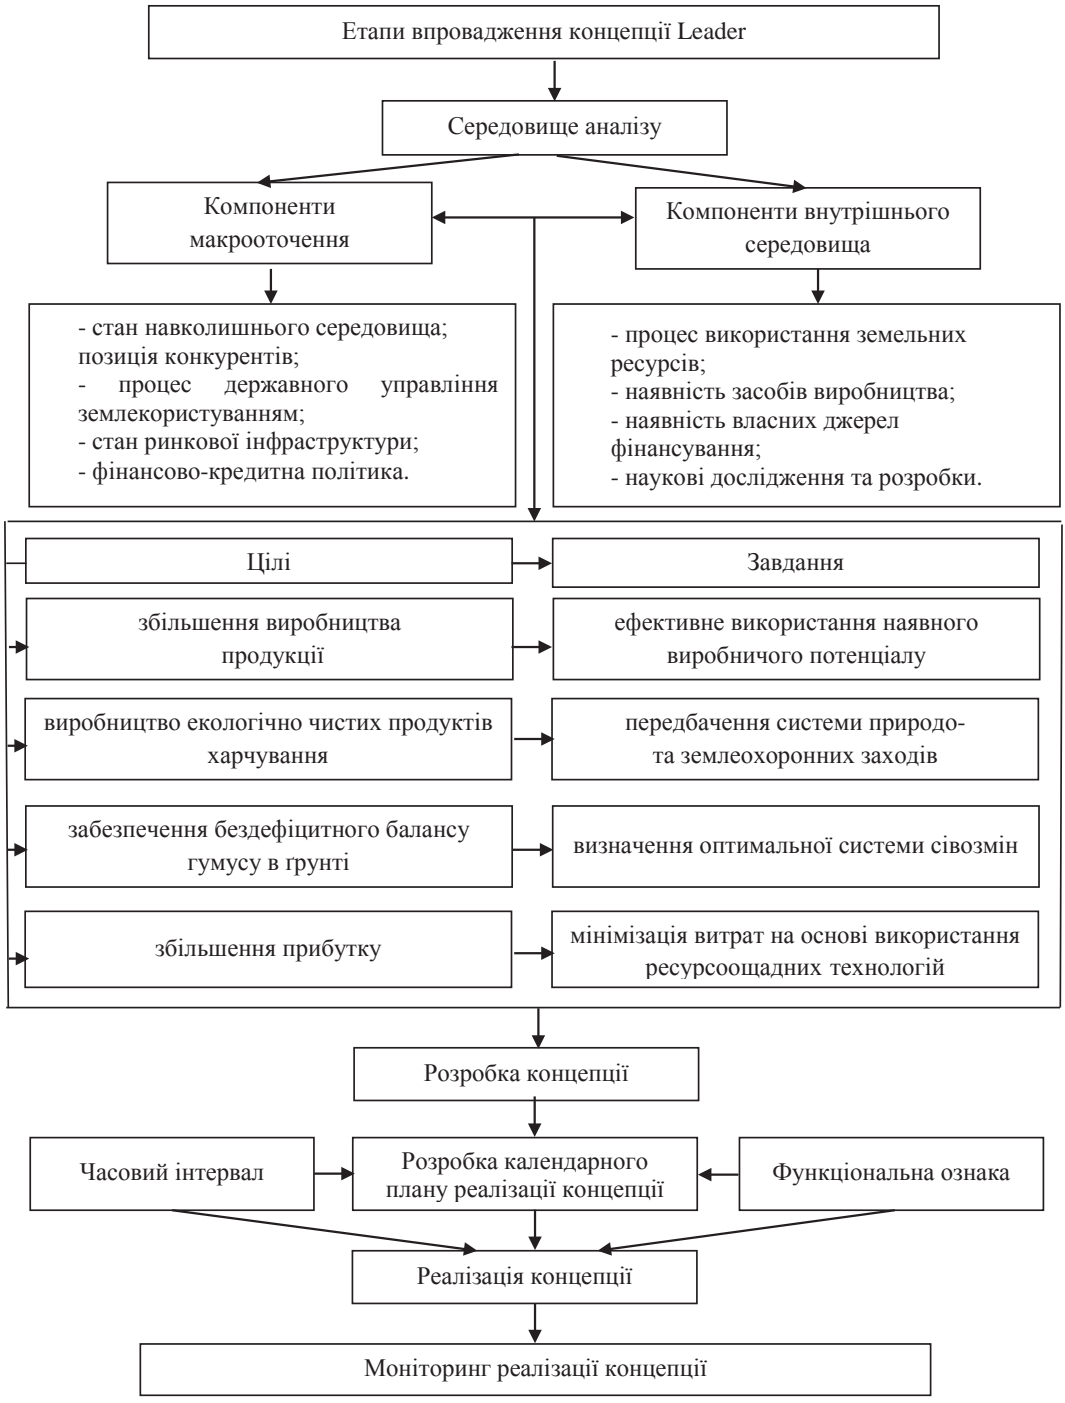 Етапи впровадження концепції Leader
Середовище аналізу
Компоненти
макрооточення
Компоненти внутрішнього
середовища
- стан навколишнього середовища;
позиція конкурентів;
- процес державного управління
землекористуванням;
- стан ринкової інфраструктури;
- фінансово-кредитна політика.
- процес використання земельних
ресурсів;
- наявність засобів виробництва;
- наявність власних джерел
фінансування;
- наукові дослідження та розробки.
Цілі
Завдання
збільшення виробництва
продукції
ефективне використання наявного
виробничого потенціалу
виробництво екологічно чистих продуктів
харчування
передбачення системи природо-
та землеохоронних заходів
забезпечення бездефіцитного балансу
гумусу в ґрунті
визначення оптимальної системи сівозмін
збільшення прибутку
мінімізація витрат на основі використання
ресурсоощадних технологій
Розробка концепції
Часовий інтервал
Розробка календарного
плану реалізації концепції
Функціональна ознака
Реалізація концепції
Моніторинг реалізації концепції